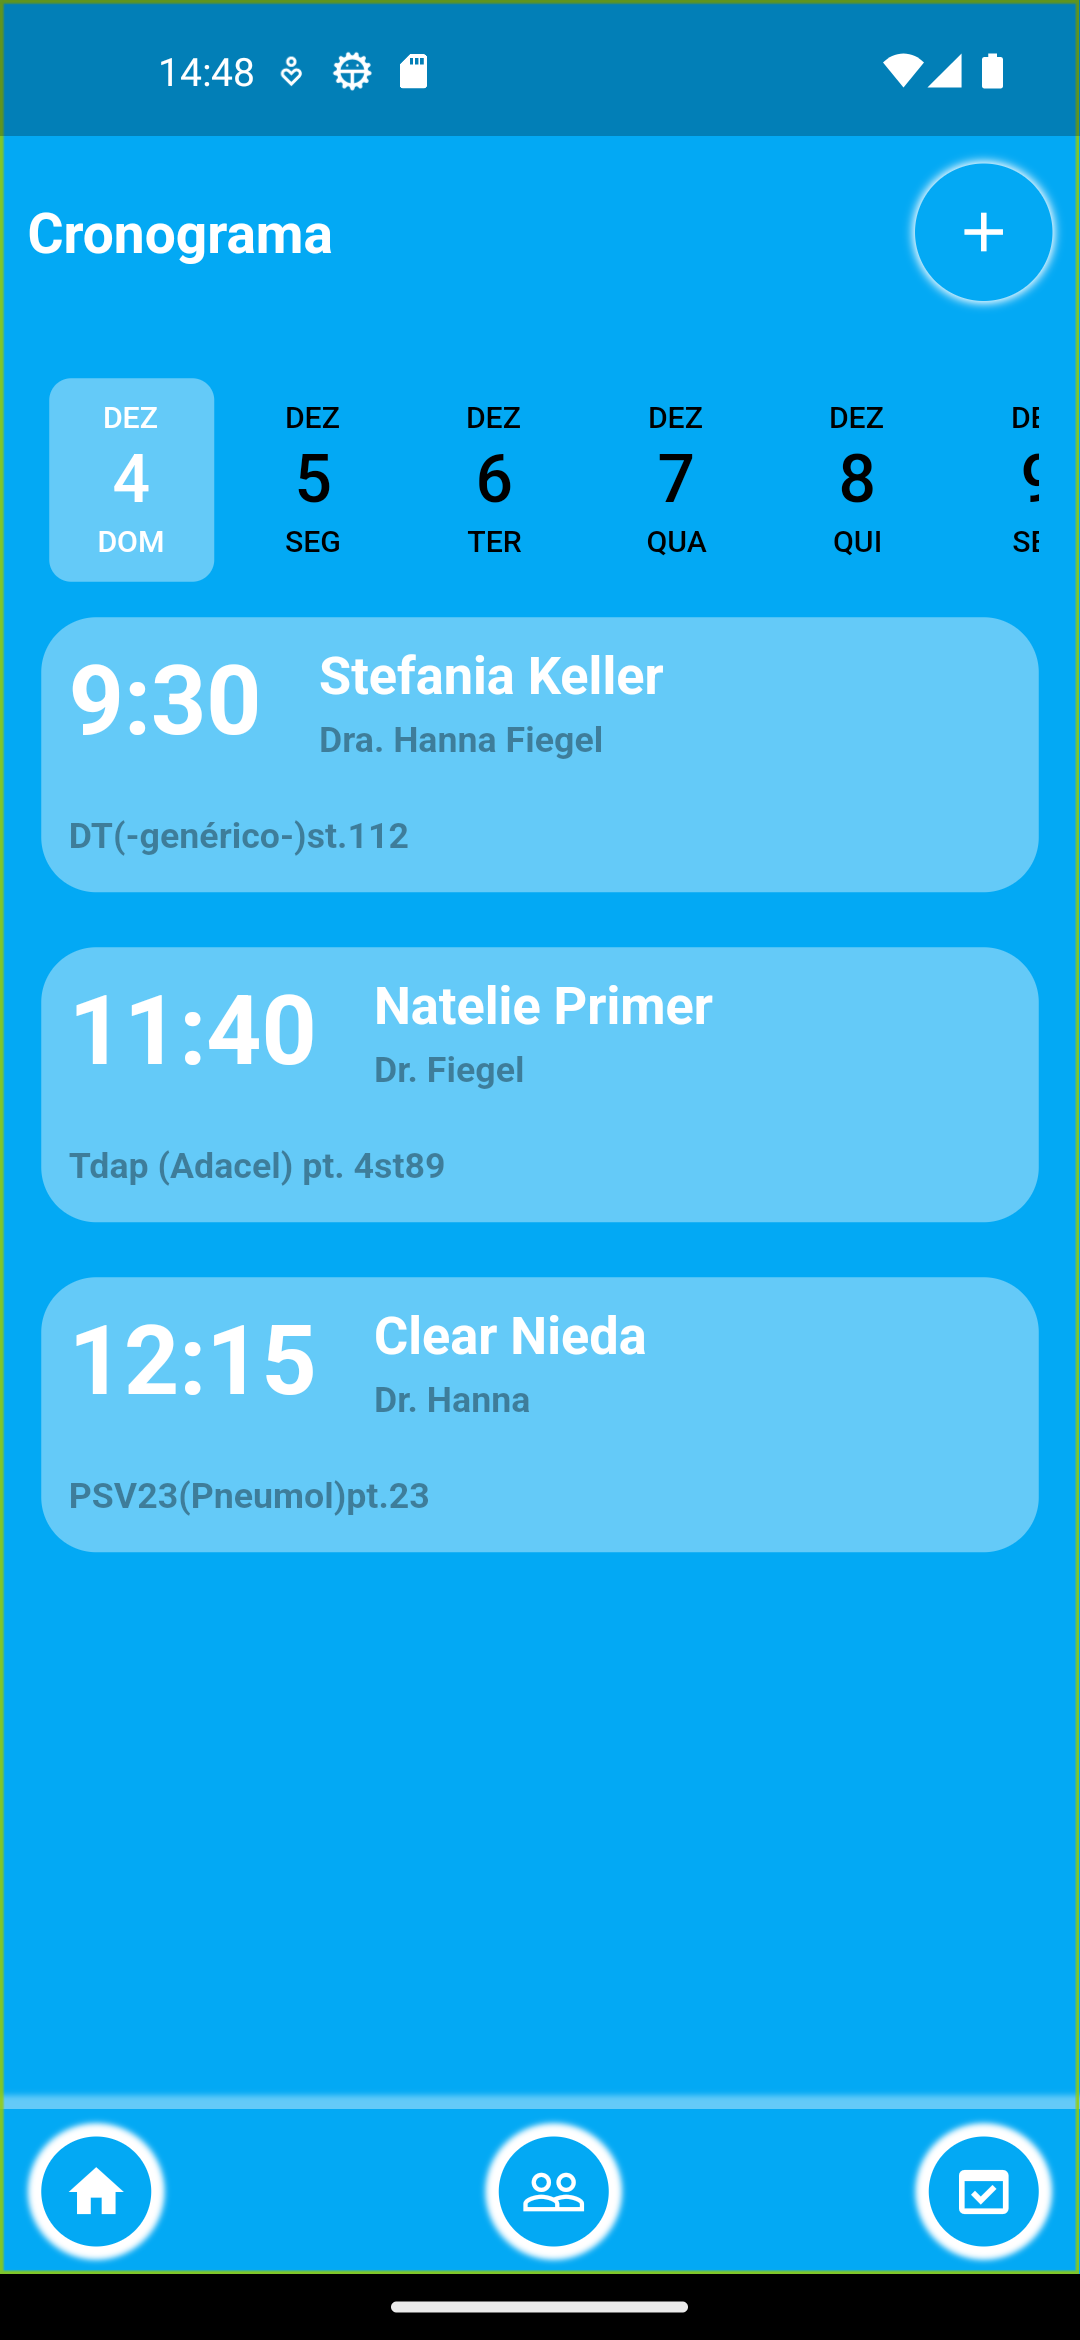 14:48
Cronograma
DEZ DEZ DEZ DEZ DEZ DE
4 5 6 7 8 9
DOM SEG TER QUA QUI SE
9:30 Stefania Keller
Dra. Hanna Fiegel
DT(-genérico-)st.112
11:40 Natelie Primer
Dr. Fiegel
Tdap (Adacel) pt. 4st89
12:15 Clear Nieda
Dr. Hanna
PSV23(Pneumol)pt.23